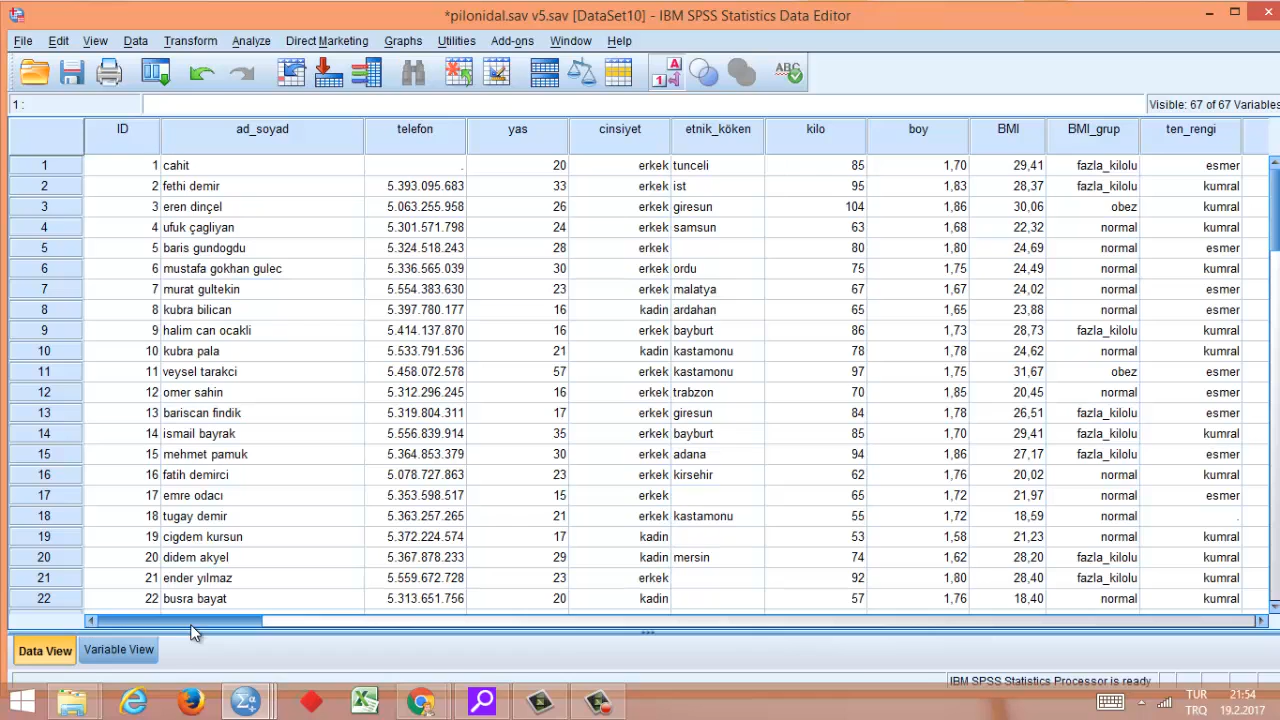 *pilonidal.sav v5.sav [DataSet10] - IBM SPSS Statistics Data Editor
File Edit View Data Transform Analyze Direct Marketing Graphs Utilities Add-ons Window Help
1 : Visible: 67 of 67 Variables
ID ad_soyad telefon yas cinsiyet etnik_köken kilo boy BMI BMI_grup ten_rengi
1 1 cahit . 20 erkek tunceli 85 1,70 29,41 fazla_kilolu esmer
2 2 fethi demir 5.393.095.683 33 erkek ist 95 1,83 28,37 fazla_kilolu kumral
3 3 eren dinçel 5.063.255.958 26 erkek giresun 104 1,86 30,06 obez kumral
4 4 ufuk çagliyan 5.301.571.798 24 erkek samsun 63 1,68 22,32 normal kumral
5 5 baris gundogdu 5.324.518.243 28 erkek 80 1,80 24,69 normal esmer
6 6 mustafa gokhan gulec 5.336.565.039 30 erkek ordu 75 1,75 24,49 normal kumral
7 7 murat gultekin 5.554.383.630 23 erkek malatya 67 1,67 24,02 normal esmer
8 8 kubra bilican 5.397.780.177 16 kadin ardahan 65 1,65 23,88 normal esmer
9 9 halim can ocakli 5.414.137.870 16 erkek bayburt 86 1,73 28,73 fazla_kilolu kumral
10 10 kubra pala 5.533.791.536 21 kadin kastamonu 78 1,78 24,62 normal kumral
11 11 veysel tarakci 5.458.072.578 57 erkek kastamonu 97 1,75 31,67 obez esmer
12 12 omer sahin 5.312.296.245 16 erkek trabzon 70 1,85 20,45 normal esmer
13 13 bariscan findik 5.319.804.311 17 erkek giresun 84 1,78 26,51 fazla_kilolu esmer
14 14 ismail bayrak 5.556.839.914 35 erkek bayburt 85 1,70 29,41 fazla_kilolu kumral
15 15 mehmet pamuk 5.364.853.379 30 erkek adana 94 1,86 27,17 fazla_kilolu esmer
16 16 fatih demirci 5.078.727.863 23 erkek kirsehir 62 1,76 20,02 normal kumral
17 17 emre odacı 5.353.598.517 15 erkek 65 1,72 21,97 normal esmer
18 18 tugay demir 5.363.257.265 21 erkek kastamonu 55 1,72 18,59 normal .
19 19 cigdem kursun 5.372.224.574 17 kadin 53 1,58 21,23 normal kumral
20 20 didem akyel 5.367.878.233 29 kadin mersin 74 1,62 28,20 fazla_kilolu kumral
21 21 ender yılmaz 5.559.672.728 23 erkek 92 1,80 28,40 fazla_kilolu kumral
22 22 busra bayat 5.313.651.756 20 kadin 57 1,76 18,40 normal kumral
Data View Variable View
IBM SPSS Statistics Processor is ready
TUR 21:54
TRQ 19.2.2017